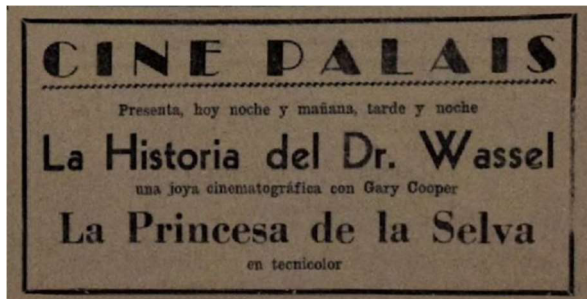 CINE PALAIS
Presenta, hoy noche y mañana, tarde y noche
La Historia del Dr. Wassel
una joya cinematográfica con Gary Cooper
La Princesa de la Selva
en tecnicolor